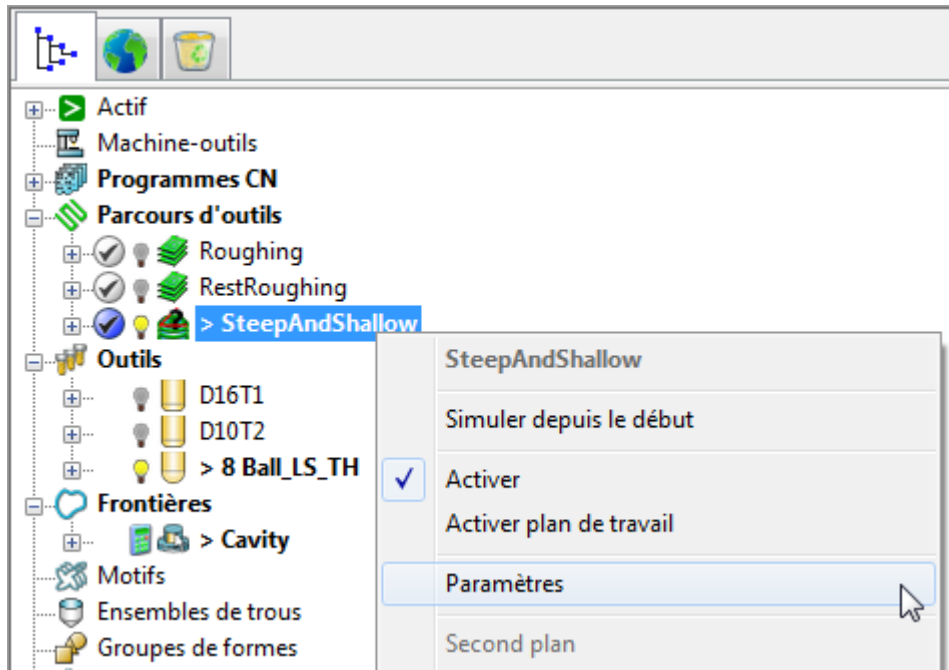 Actif
Machine-outils
Programmes CN
Parcours d'outils
Roughing
RestRoughing
> SteepAndShallow
Outils
D16T1
D10T2
> 8 Ball_LS_TH
Frontières
> Cavity
Motifs
Ensembles de trous
Groupes de formes
SteepAndShallow
Simuler depuis le début
Activer
Activer plan de travail
Paramètres
Second plan